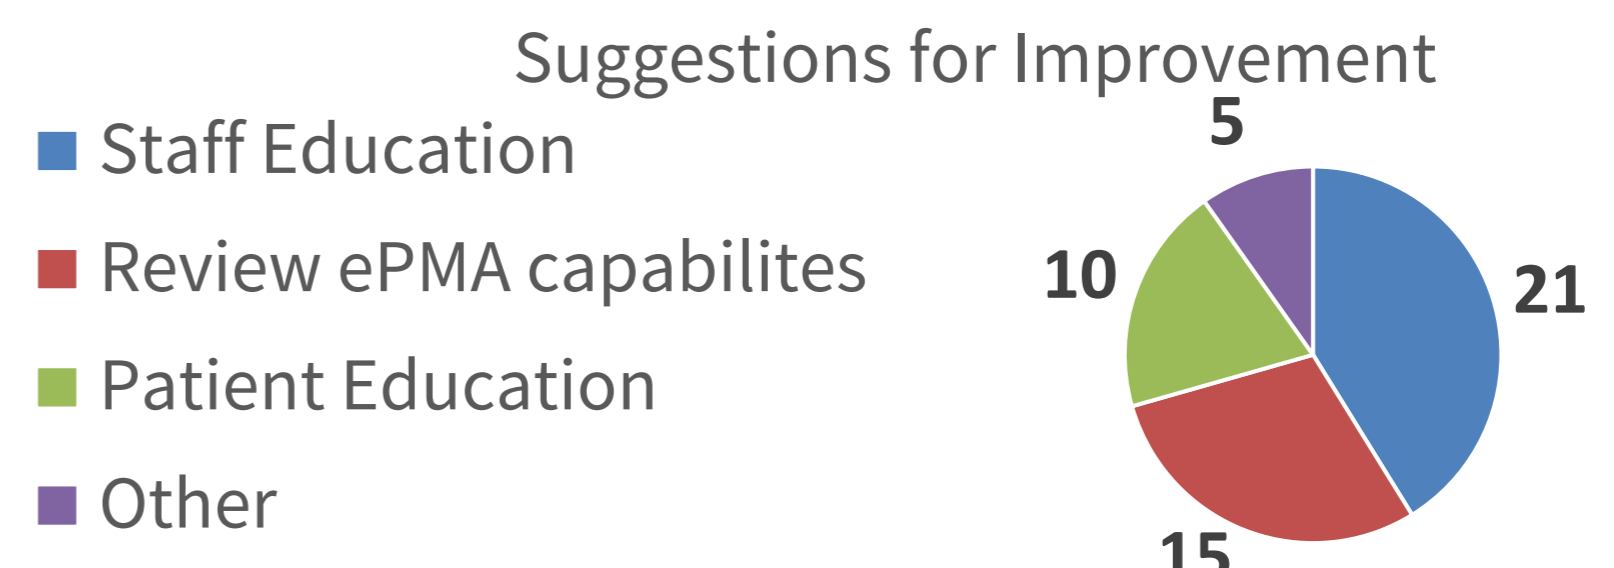 Suggestions for Improvement
Staff Education
Review ePMA capabilites
Patient Education
Other
5
21
10
15